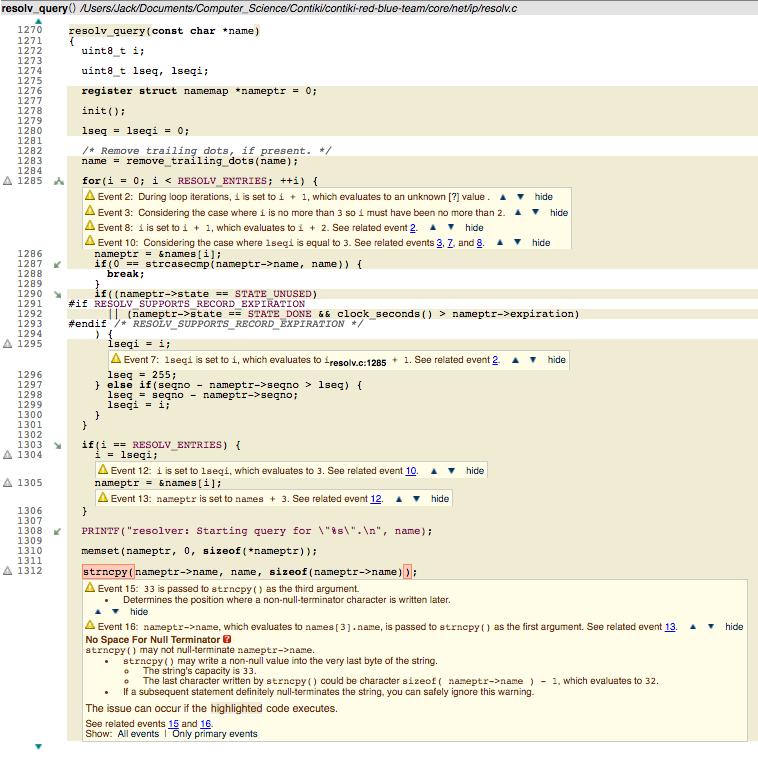 resolv_query() /Users/Jack/Documents/Computer_Science/Contiki/contiki-red-blue-team/core/net/ip/resolv.c
1270 resolv_query(const char *name)
1271 {
1272 uint8_t i;
1273
1274 uint8_t lseq, lseqi;
1275
1276 register struct namemap *nameptr = 0;
1277
1278 init();
1279
1280 lseq = lseqi = 0;
1281
1282 /* Remove trailing dots, if present. */
1283 name = remove_trailing_dots(name);
1284
1285 for(i = 0; i < RESOLV_ENTRIES; ++i) {
Event 2: During loop iterations, i is set to i + 1, which evaluates to an unknown [?] value . hide
Event 3: Considering the case where i is no more than 3 so i must have been no more than 2. hide
Event 8: i is set to i + 1, which evaluates to i + 2. See related event 2. hide
Event 10: Considering the case where lseqi is equal to 3. See related events 3, 7, and 8. hide
1286 nameptr = &names[i];
1287 if(0 == strcasecmp(nameptr->name, name)) {
1288 break;
1289 }
1290 if((nameptr->state == STATE_UNUSED)
1291 #if RESOLV_SUPPORTS_RECORD_EXPIRATION
1292 || (nameptr->state == STATE_DONE && clock_seconds() > nameptr->expiration)
1293 #endif /* RESOLV_SUPPORTS_RECORD_EXPIRATION */
1294 ) {
1295 lseqi = i;
Event 7: lseqi is set to i, which evaluates to i resolv.c:1285 + 1. See related event 2. hide
1296 lseq = 255;
1297 } else if(seqno - nameptr->seqno > lseq) {
1298 lseq = seqno - nameptr->seqno;
1299 lseqi = i;
1300 }
1301 }
1302
1303 if(i == RESOLV_ENTRIES) {
1304 i = lseqi;
Event 12: i is set to lseqi, which evaluates to 3. See related event 10. hide
1305 nameptr = &names[i];
Event 13: nameptr is set to names + 3. See related event 12. hide
1306 }
1307
1308 PRINTF("resolver: Starting query for \"%s\".\n", name);
1309
1310 memset(nameptr, 0, sizeof(*nameptr));
1311
1312 strncpy(nameptr->name, name, sizeof(nameptr->name));
Event 15: 33 is passed to strncpy() as the third argument.
• Determines the position where a non-null-terminator character is written later.
hide
Event 16: nameptr->name, which evaluates to names[3].name, is passed to strncpy() as the first argument. See related event 13. hide
No Space For Null Terminator ?
strncpy() may not null-terminate nameptr->name.
• strncpy() may write a non-null value into the very last byte of the string.
○ The string's capacity is 33.
○ The last character written by strncpy() could be character sizeof( nameptr->name ) - 1, which evaluates to 32.
• If a subsequent statement definitely null-terminates the string, you can safely ignore this warning.
The issue can occur if the highlighted code executes.
See related events 15 and 16.
Show: All events | Only primary events